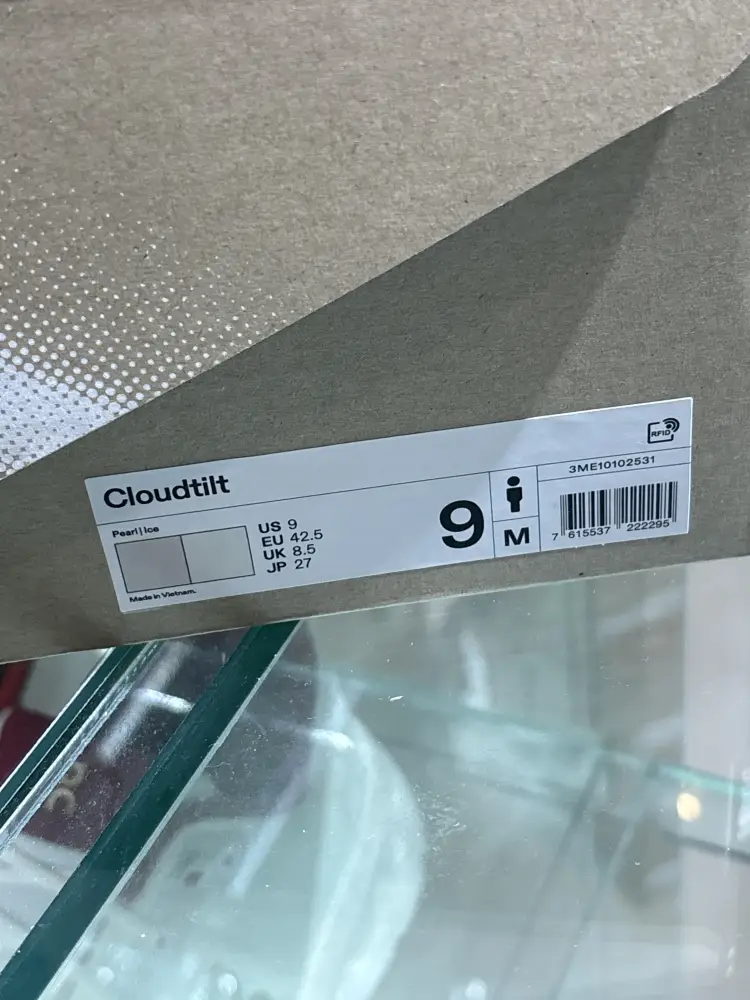 Cloudtilt
Pearl | Ice
Made in Vietnam.
US 9
EU 42.5
UK 8.5
JP 27
9
M
RFID
3ME10102531
7 615537 222295